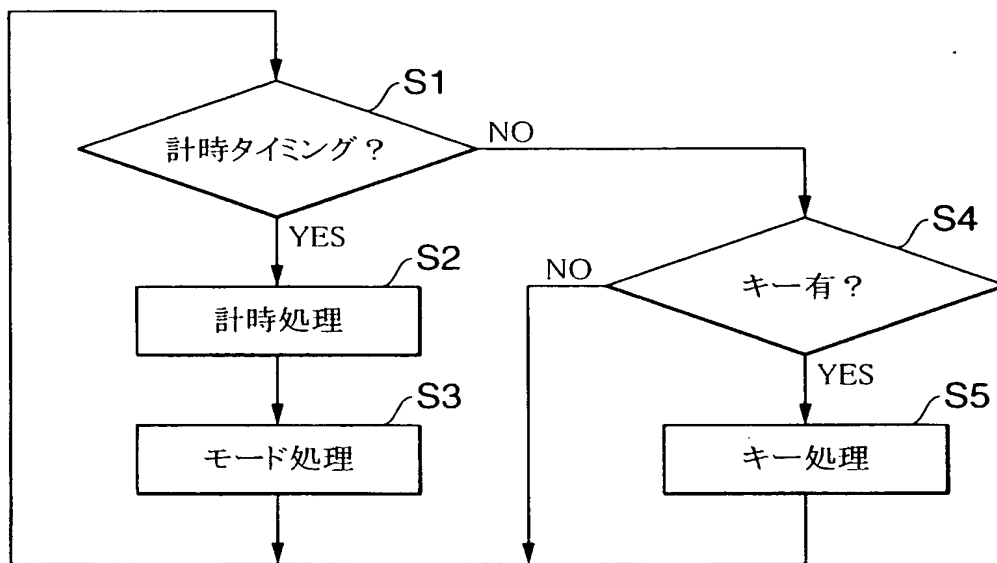 S1
計時タイミング？
NO
YES
S2
計時処理
S3
モード処理
S4
キー有？
NO
YES
S5
キー処理